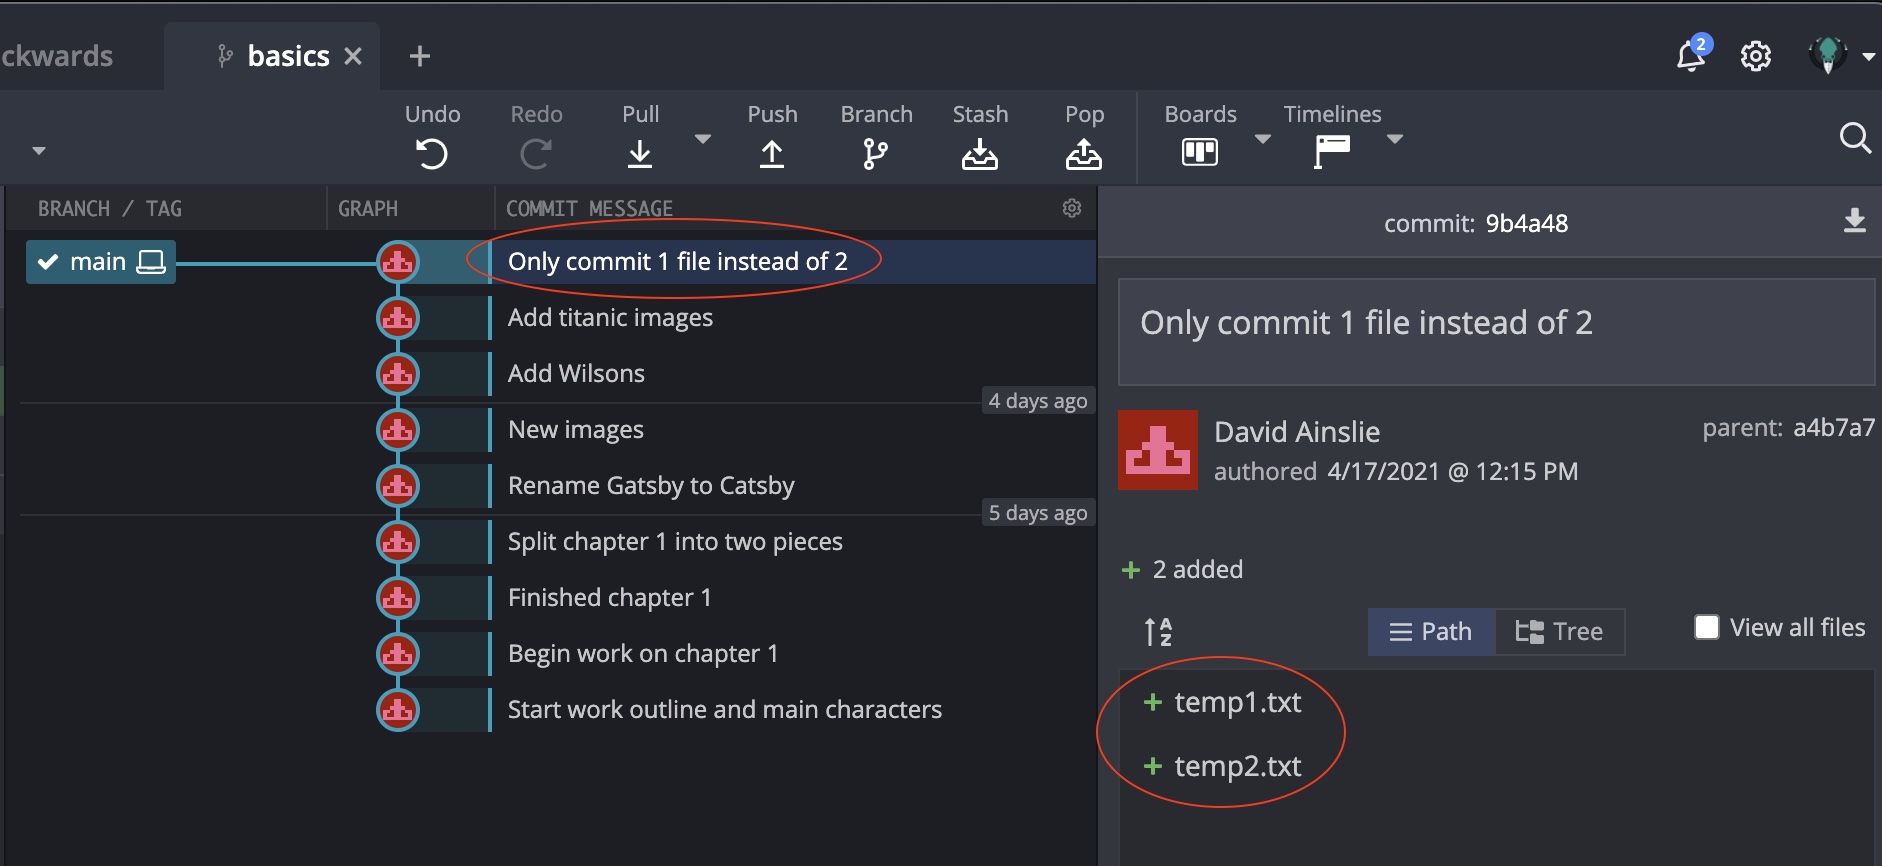 ckwards
basics
2
Undo
Redo
Pull
Push
Branch
Stash
Pop
Boards
Timelines
BRANCH / TAG
GRAPH
COMMIT MESSAGE
main
Only commit 1 file instead of 2
Add titanic images
Add Wilsons
4 days ago
New images
Rename Gatsby to Catsby
5 days ago
Split chapter 1 into two pieces
Finished chapter 1
Begin work on chapter 1
Start work outline and main characters
commit: 9b4a48
Only commit 1 file instead of 2
David Ainslie
parent: a4b7a7
authored 4/17/2021 @ 12:15 PM
+ 2 added
A
Z
Path
Tree
View all files
+ temp1.txt
+ temp2.txt